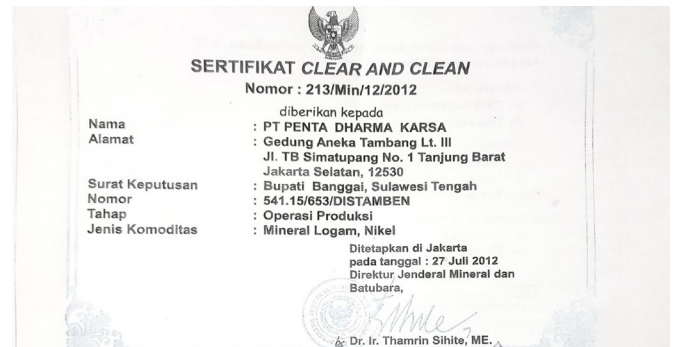 SERTIFIKAT CLEAR AND CLEAN
Nomor : 213/Min/12/2012
diberikan kepada
Nama : PT PENTA DHARMA KARSA
Alamat : Gedung Aneka Tambang Lt. III
Jl. TB Simatupang No. 1 Tanjung Barat
Jakarta Selatan, 12530
Surat Keputusan : Bupati Banggai, Sulawesi Tengah
Nomor : 541.15/653/DISTAMBEN
Tahap : Operasi Produksi
Jenis Komoditas : Mineral Logam, Nikel
Ditetapkan di Jakarta
pada tanggal : 27 Juli 2012
Direktur Jenderal Mineral dan
Batubara,
Dr. Ir. Thamrin Sihite, ME.